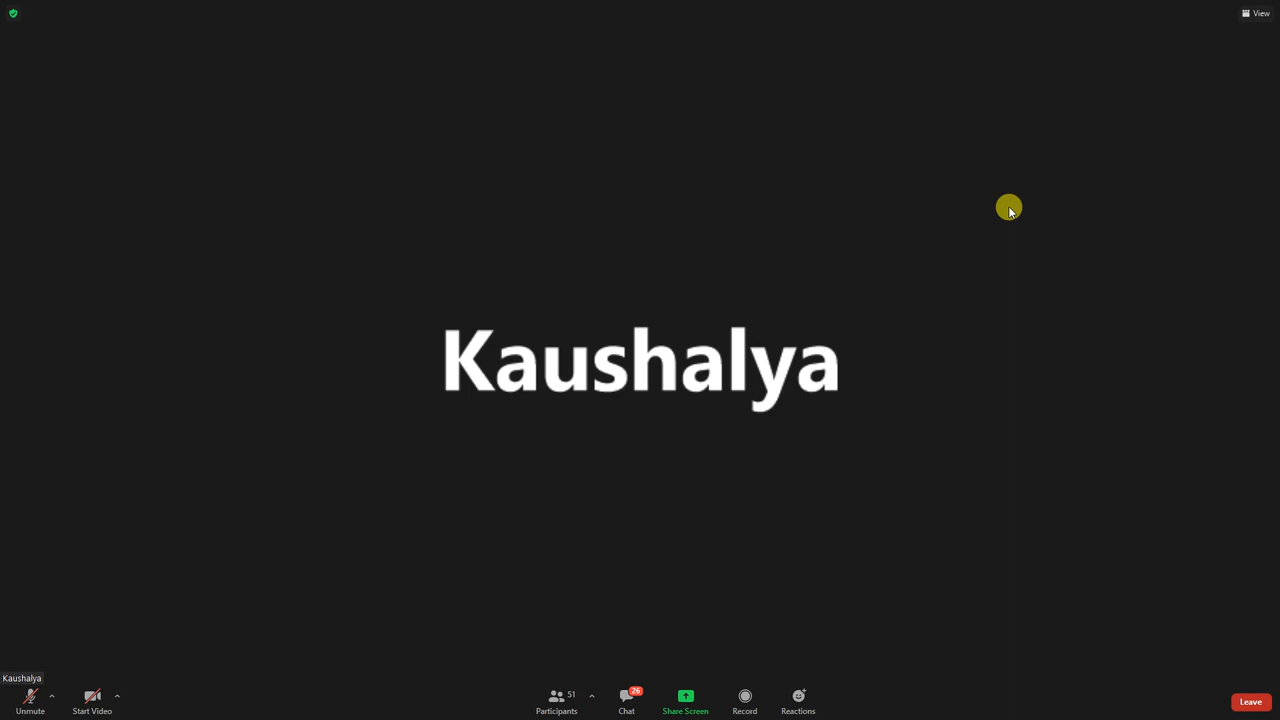 View
Kaushalya
Kaushalya
Unmute
Start Video
51
Participants
26
Chat
Share Screen
Record
Reactions
Leave